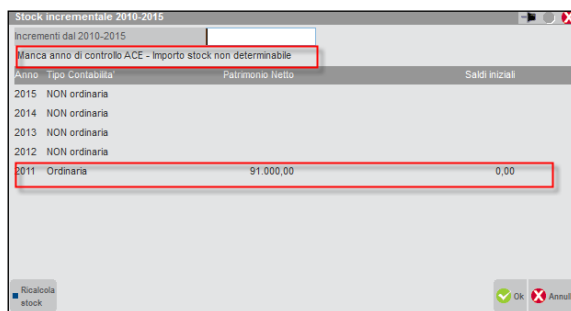 Stock incrementale 2010-2015
Incrementi dal 2010-2015
Manca anno di controllo ACE - Importo stock non determinabile
Anno Tipo Contabilita' Patrimonio Netto Saldi iniziali
2015 NON ordinaria
2014 NON ordinaria
2013 NON ordinaria
2012 NON ordinaria
2011 Ordinaria 91.000,00 0,00
Ricalcola
stock
Ok Annull